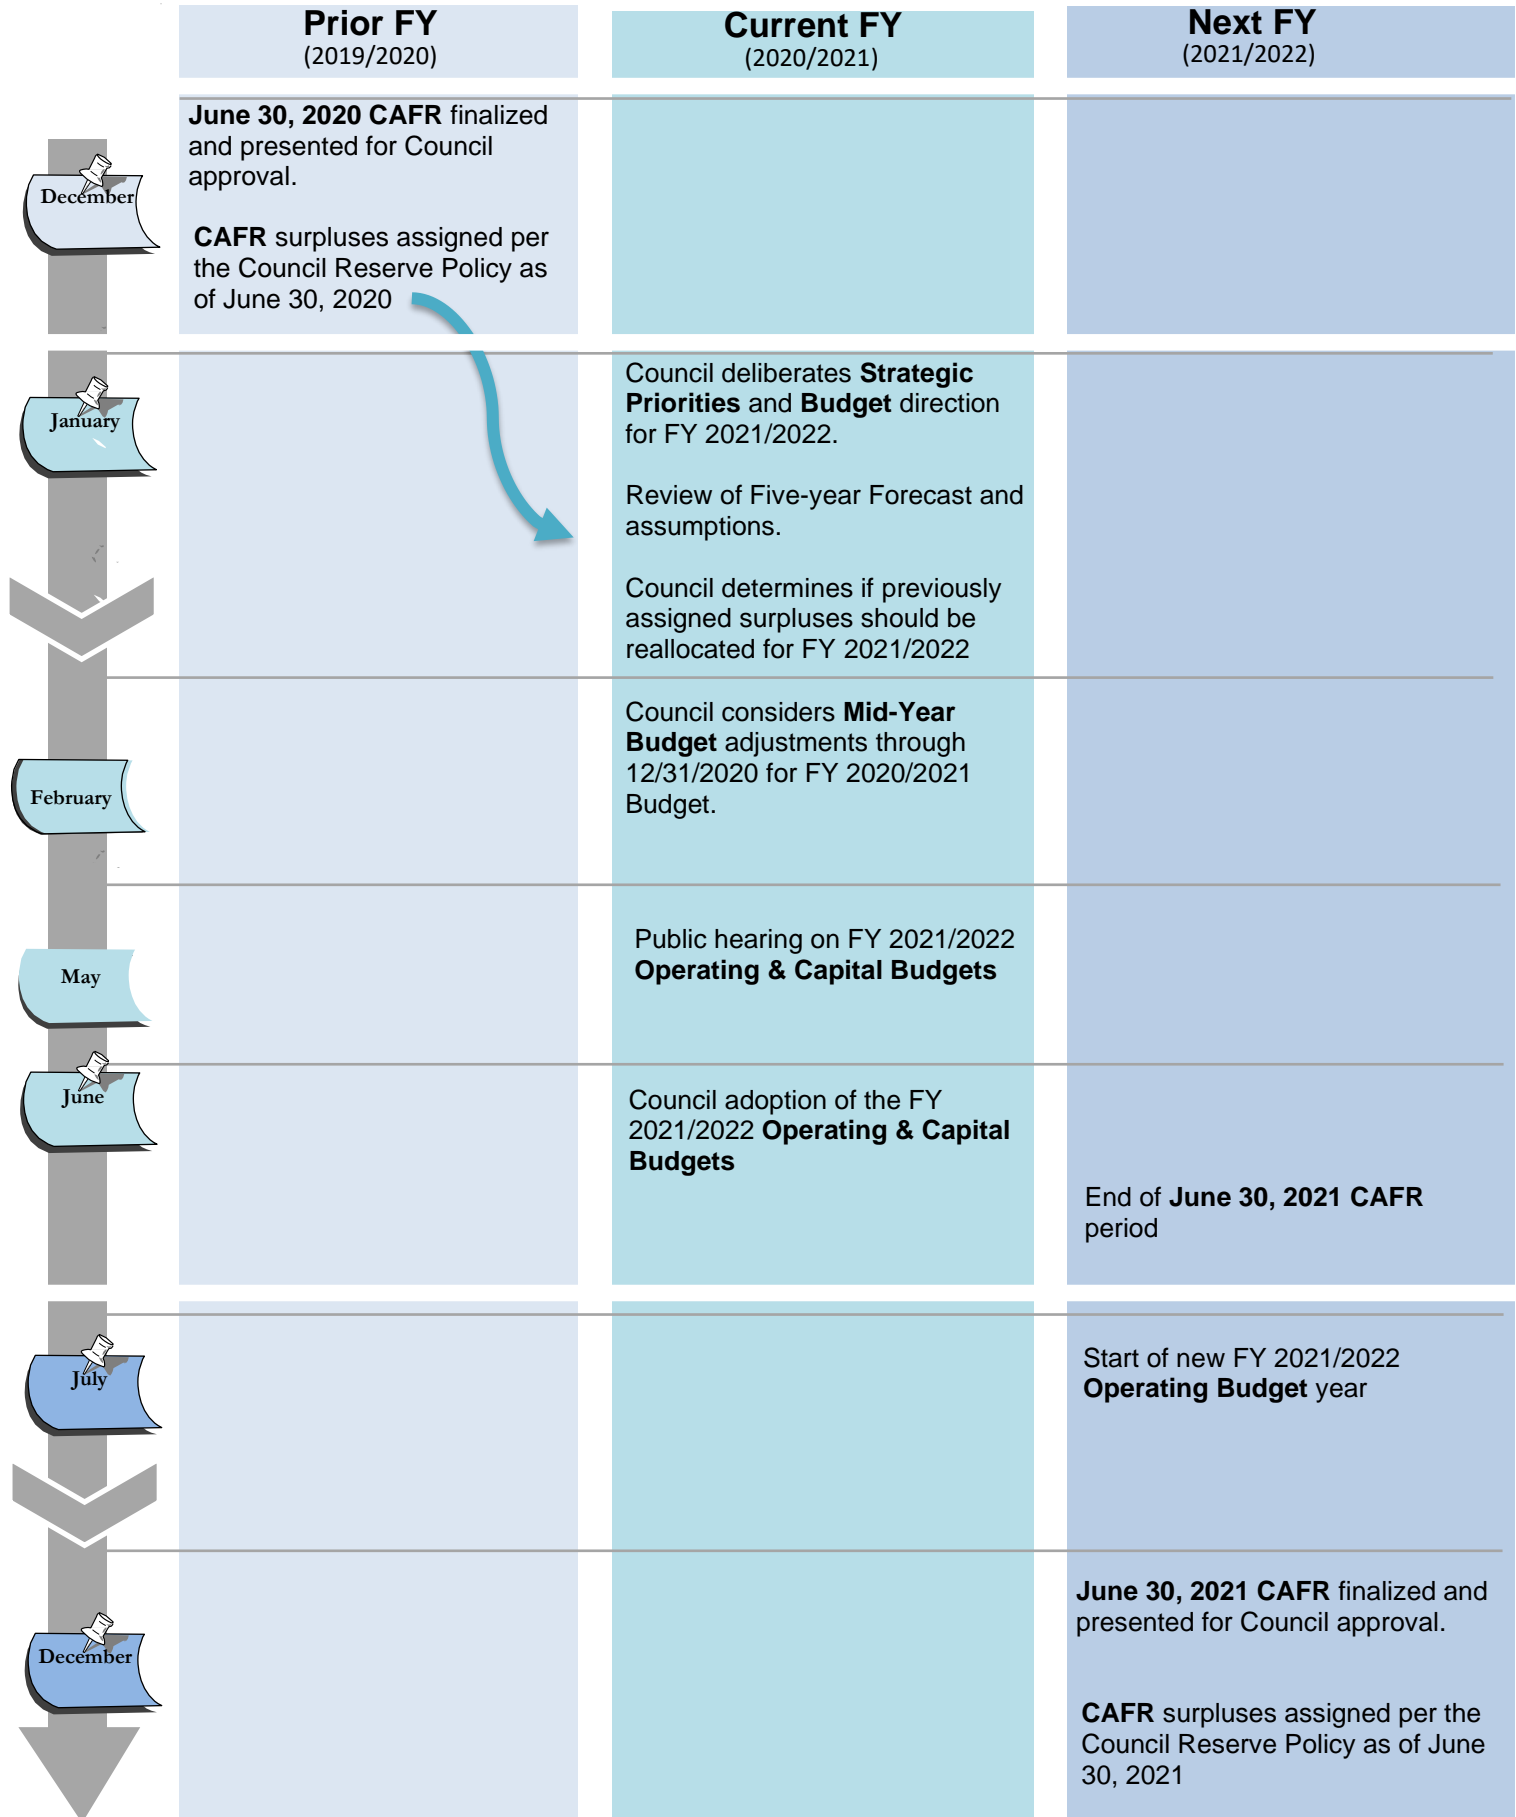 Prior FY
(2019/2020)
Current FY
(2020/2021)
Next FY
(2021/2022)
December
June 30, 2020 CAFR finalized
and presented for Council
approval.
CAFR surpluses assigned per
the Council Reserve Policy as
of June 30, 2020
January
Council deliberates Strategic
Priorities and Budget direction
for FY 2021/2022.
Review of Five-year Forecast and
assumptions.
Council determines if previously
assigned surpluses should be
reallocated for FY 2021/2022
February
Council considers Mid-Year
Budget adjustments through
12/31/2020 for FY 2020/2021
Budget.
May
Public hearing on FY 2021/2022
Operating & Capital Budgets
June
Council adoption of the FY
2021/2022 Operating & Capital
Budgets
End of June 30, 2021 CAFR
period
July
Start of new FY 2021/2022
Operating Budget year
December
June 30, 2021 CAFR finalized and
presented for Council approval.
CAFR surpluses assigned per the
Council Reserve Policy as of June
30, 2021